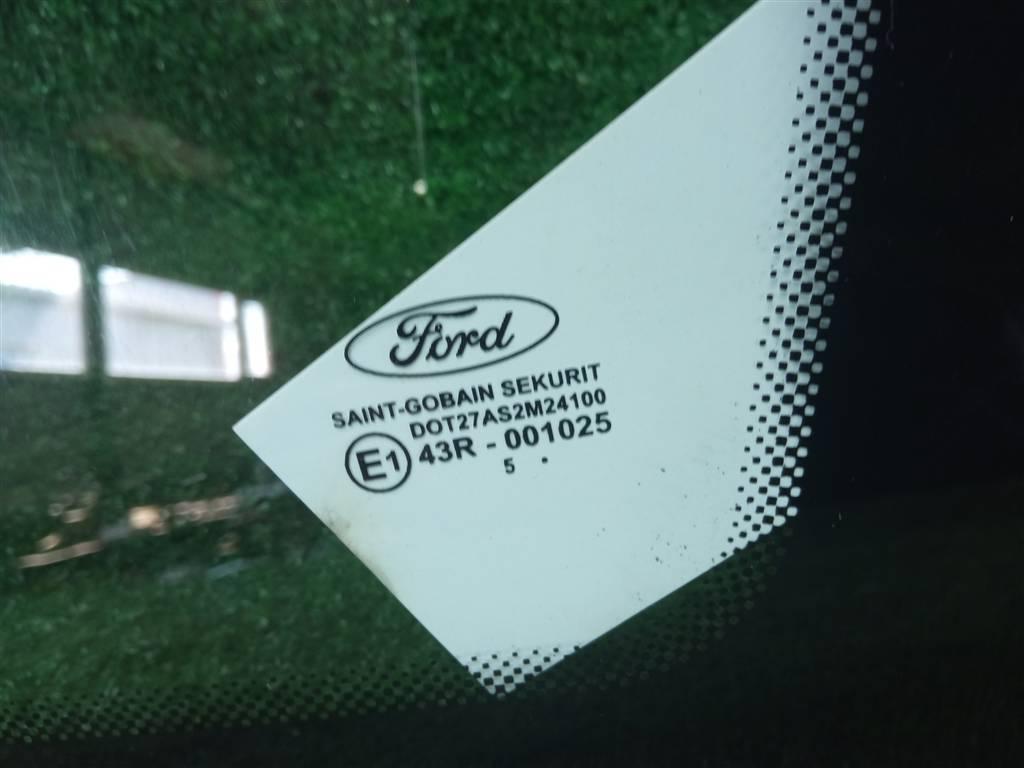 Ford
SAINT-GOBAIN SEKURIT
DOT27AS2M24100
E1 43R - 001025
5 .